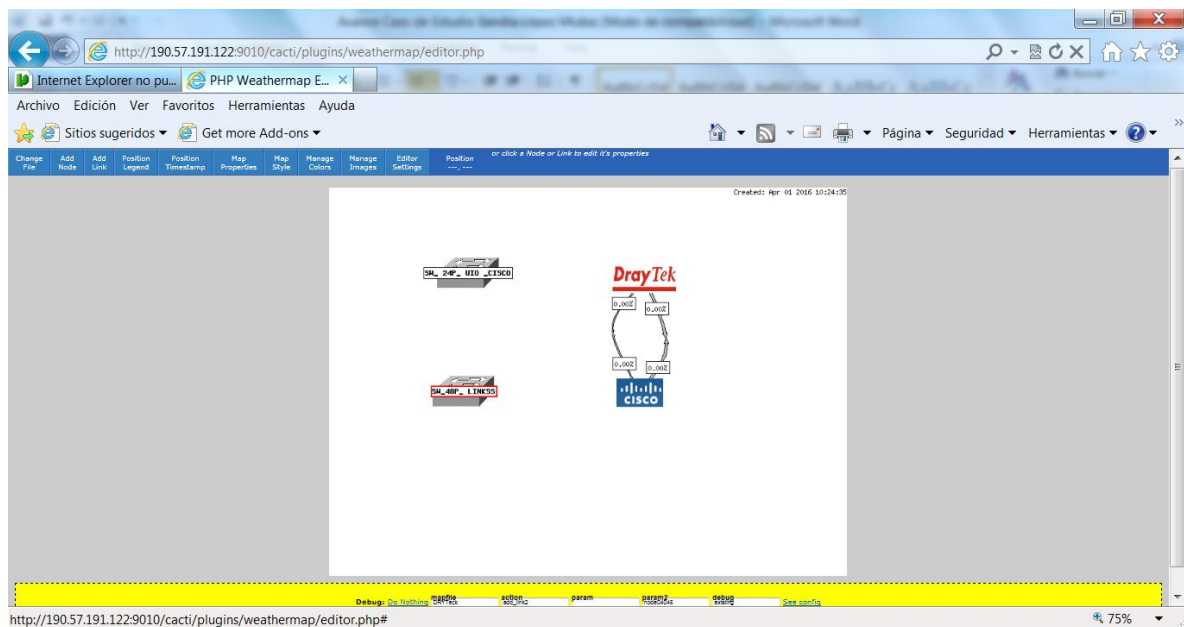 http://190.57.191.122:9010/cacti/plugins/weathermap/editor.php
Internet Explorer no pu... PHP Weathermap E...
Archivo Edición Ver Favoritos Herramientas Ayuda
Sitios sugeridos Get more Add-ons Página Seguridad Herramientas
Change File Add Node Add Link Position Legend Position Timestamp Map Properties Map Style Manage Colors Manage Images Editor Settings Position ---, --- or click a Node or Link to edit it's properties
Created: Apr 01 2016 10:24:35
SW_ 24P_ UIO _CISCO
DrayTek
0.00% 0.00%
0.00% 0.00%
SW_48P_ LINKSS
CISCO
Debug: Do Nothing mapfile action param param2 debug See config
DAYTeck add_link2 existing
http://190.57.191.122:9010/cacti/plugins/weathermap/editor.php#
75%